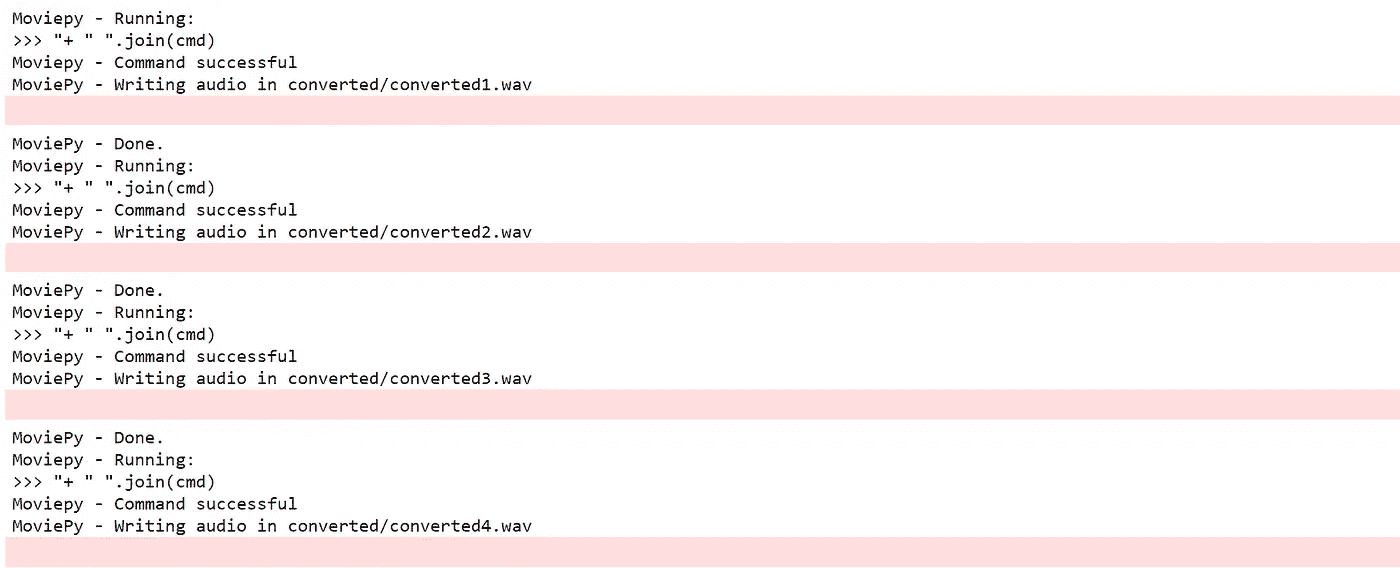 Moviepy - Running:
>>> "+ " ".join(cmd)
Moviepy - Command successful
MoviePy - Writing audio in converted/converted1.wav
MoviePy - Done.
Moviepy - Running:
>>> "+ " ".join(cmd)
Moviepy - Command successful
MoviePy - Writing audio in converted/converted2.wav
MoviePy - Done.
Moviepy - Running:
>>> "+ " ".join(cmd)
Moviepy - Command successful
MoviePy - Writing audio in converted/converted3.wav
MoviePy - Done.
Moviepy - Running:
>>> "+ " ".join(cmd)
Moviepy - Command successful
MoviePy - Writing audio in converted/converted4.wav